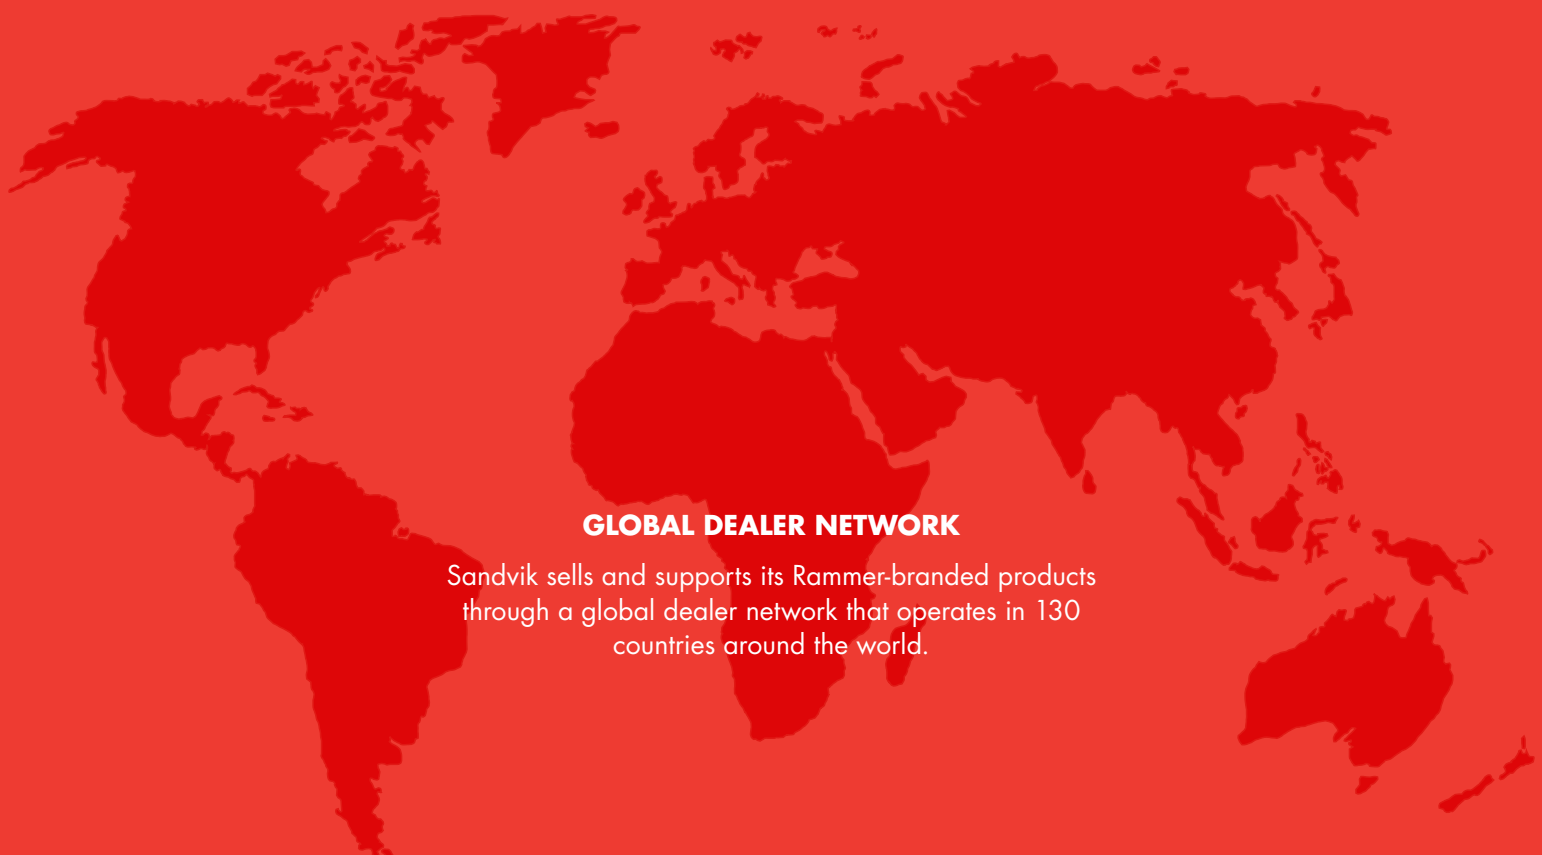 GLOBAL DEALER NETWORK
Sandvik sells and supports its Rammer-branded products
through a global dealer network that operates in 130
countries around the world.